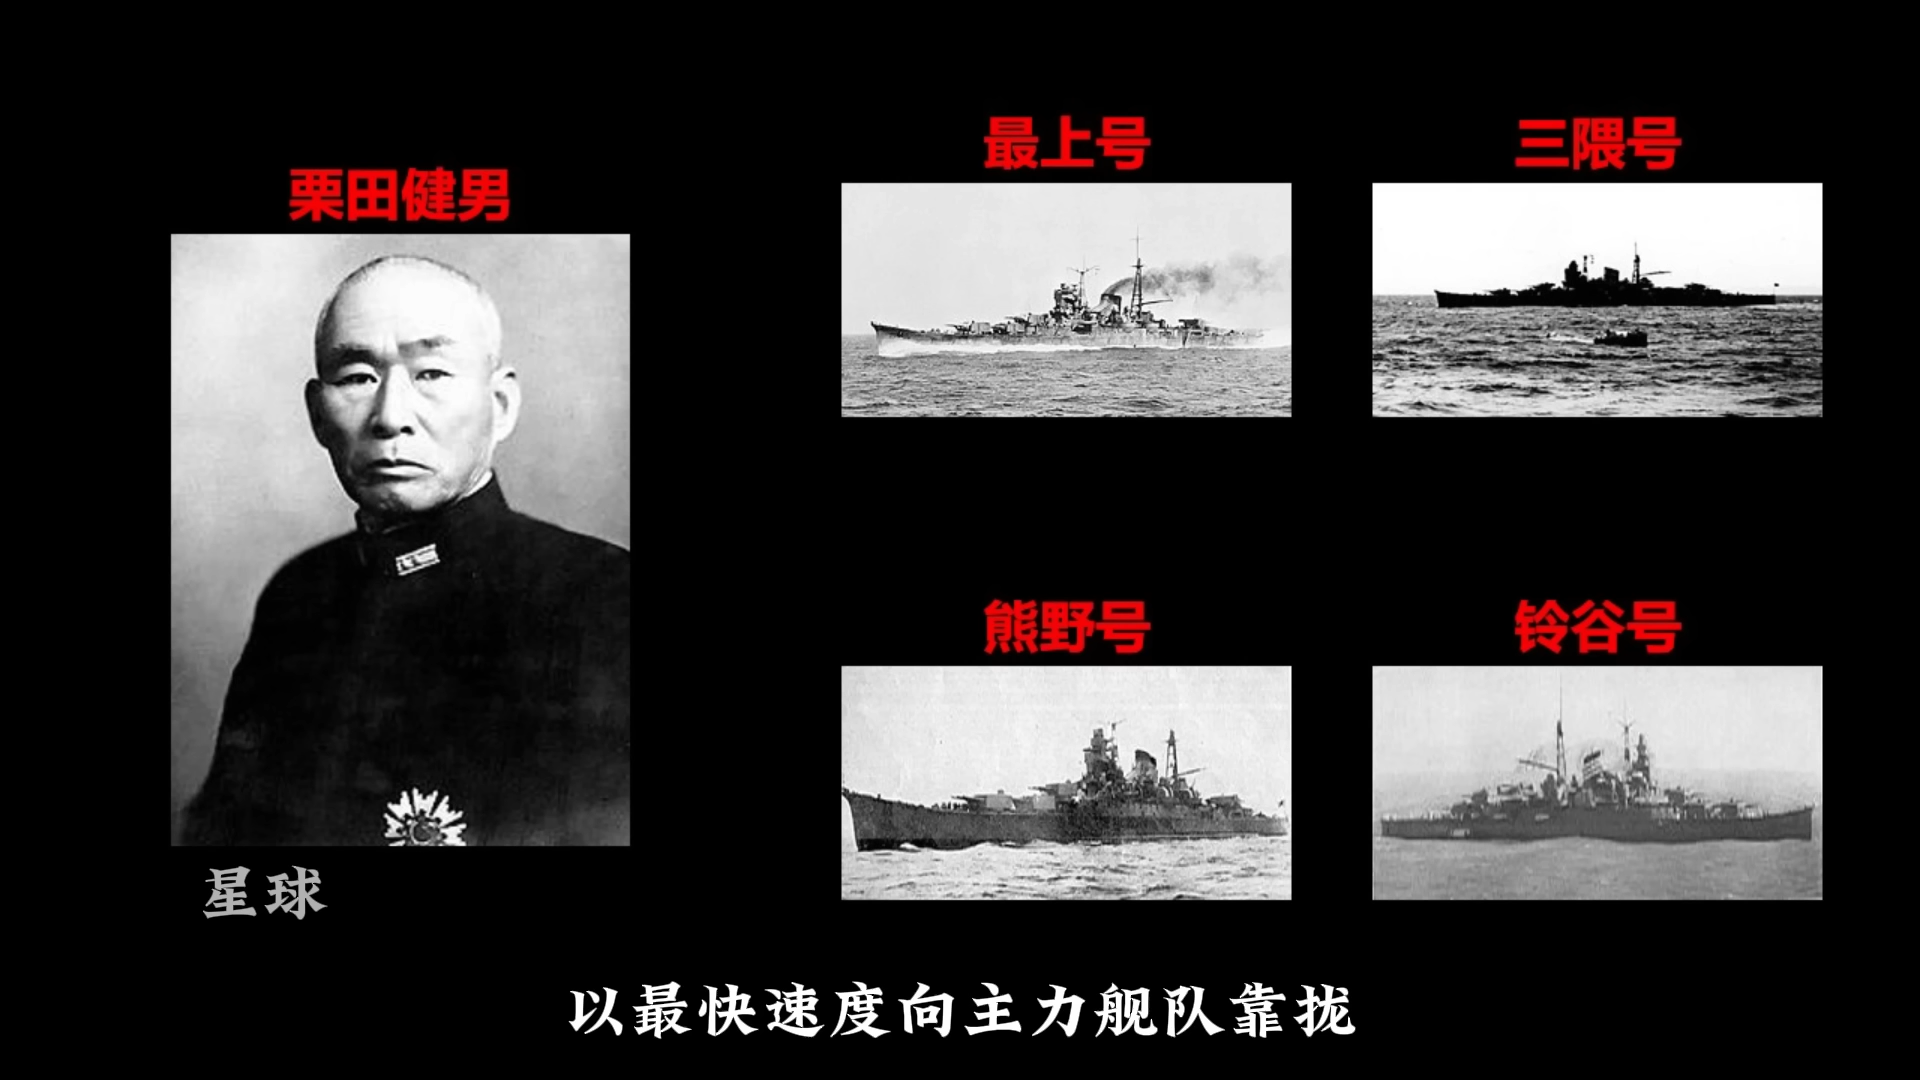 栗田健男
最上号
三隈号
熊野号
铃谷号
星球
以最快速度向主力舰队靠拢